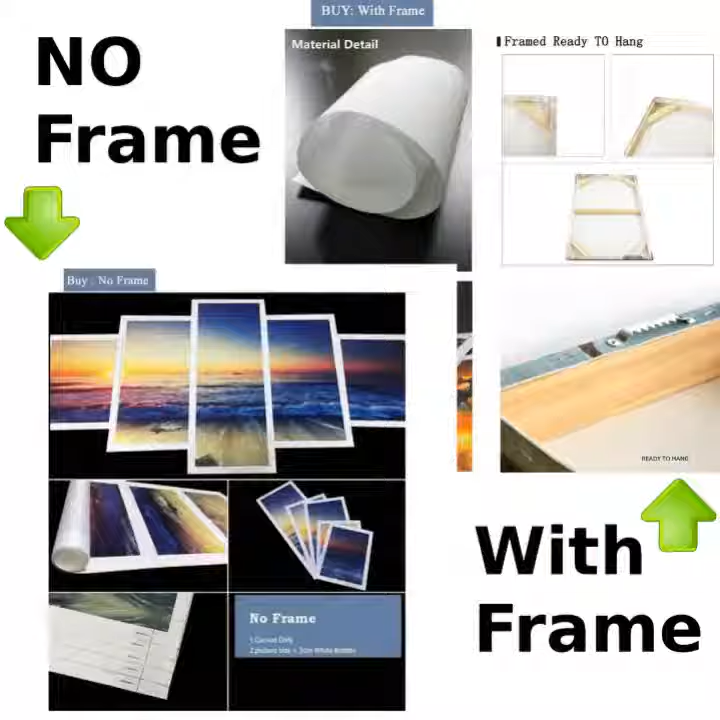 BUY: With Frame
NO
Frame
Material Detail
Framed Ready TO Hang
Buy : No Frame
READY TO HANG
With
Frame
No Frame
1 Canvas Only